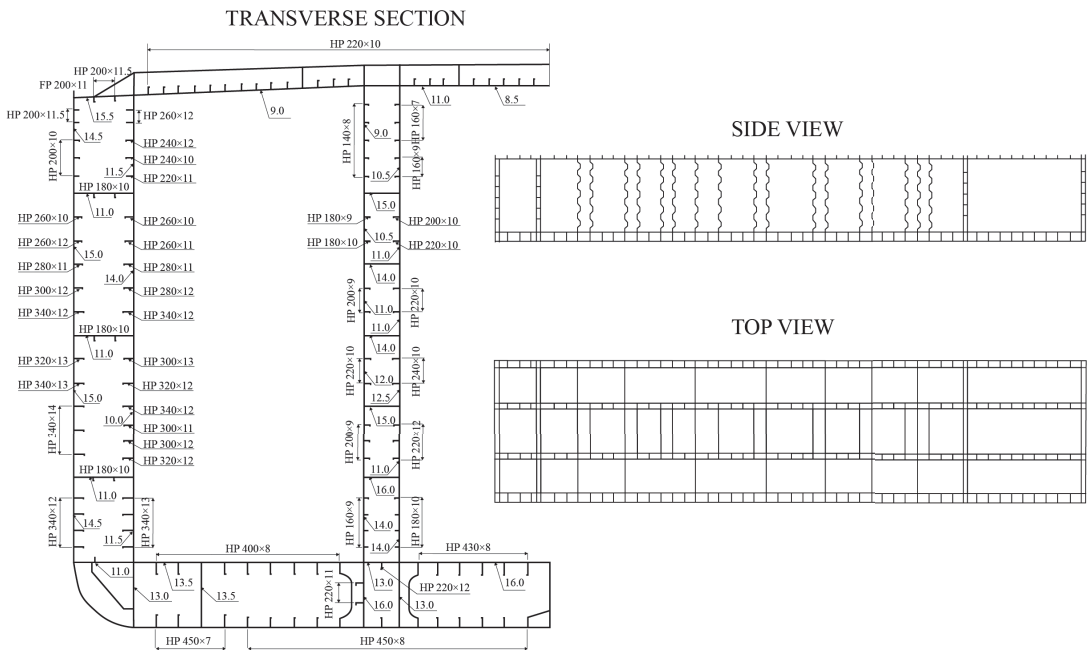 TRANSVERSE SECTION
HP 220×10
HP 200×11.5
FP 200×11
HP 200×11.5
15.5
HP 260×12
14.5
HP 200×10
HP 240×12
HP 240×10
11.5
HP 220×11
HP 180×10
11.0
HP 260×10
HP 260×10
HP 260×12
HP 260×11
15.0
HP 280×11
HP 280×11
14.0
HP 300×12
HP 280×12
HP 340×12
HP 340×12
HP 180×10
11.0
HP 320×13
HP 300×13
HP 340×13
HP 320×12
15.0
HP 340×14
HP 340×12
10.0
HP 300×11
HP 300×12
HP 320×12
HP 180×10
11.0
HP 340×12
HP 340×13
14.5
11.5
11.0
9.0
11.0
8.5
HP 140×8
9.0
HP 160×7
HP 160×9
10.5
15.0
HP 180×9
HP 200×10
10.5
HP 180×10
HP 220×10
11.0
14.0
HP 200×9
HP 220×10
11.0
11.0
14.0
HP 220×10
HP 240×10
12.0
12.5
15.0
HP 200×9
HP 220×12
11.0
16.0
HP 160×9
HP 180×10
14.0
14.0
HP 400×8
HP 430×8
13.5
13.0
16.0
HP 220×11
HP 220×12
13.0
13.5
16.0
13.0
HP 450×7
HP 450×8
SIDE VIEW
TOP VIEW